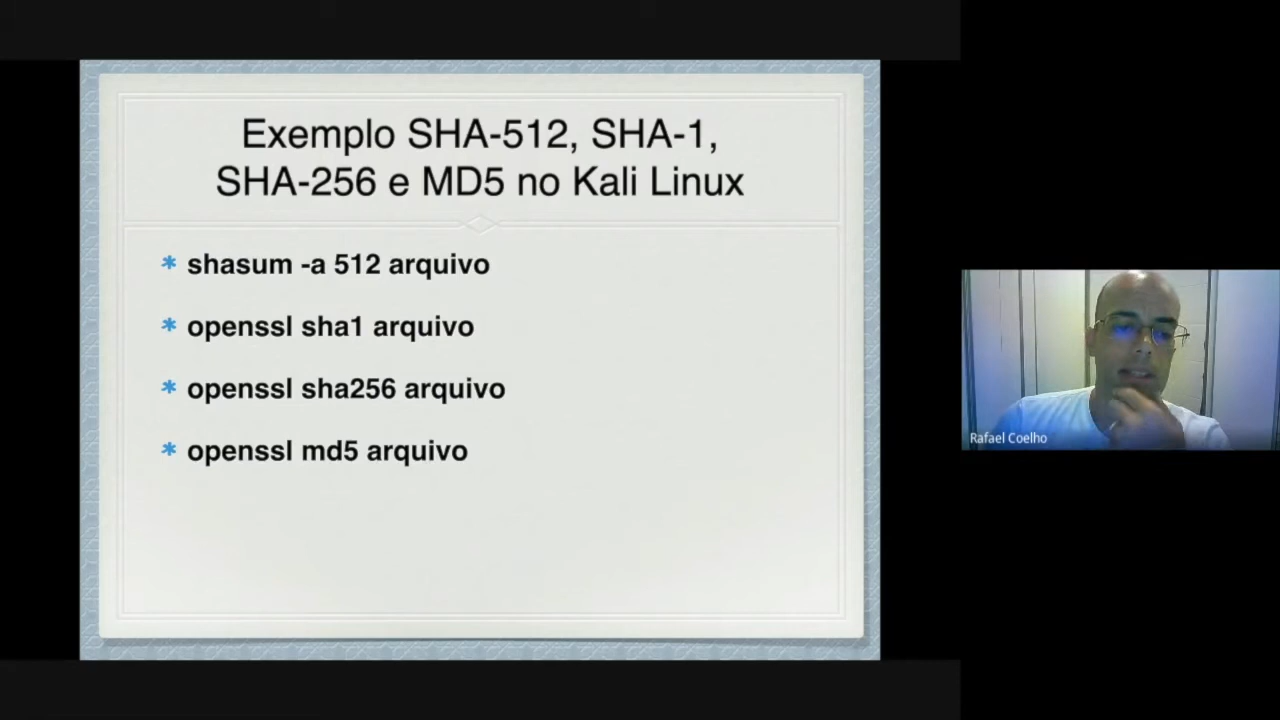 Exemplo SHA-512, SHA-1,
SHA-256 e MD5 no Kali Linux
* shasum -a 512 arquivo
* openssl sha1 arquivo
* openssl sha256 arquivo
* openssl md5 arquivo
Rafael Coelho